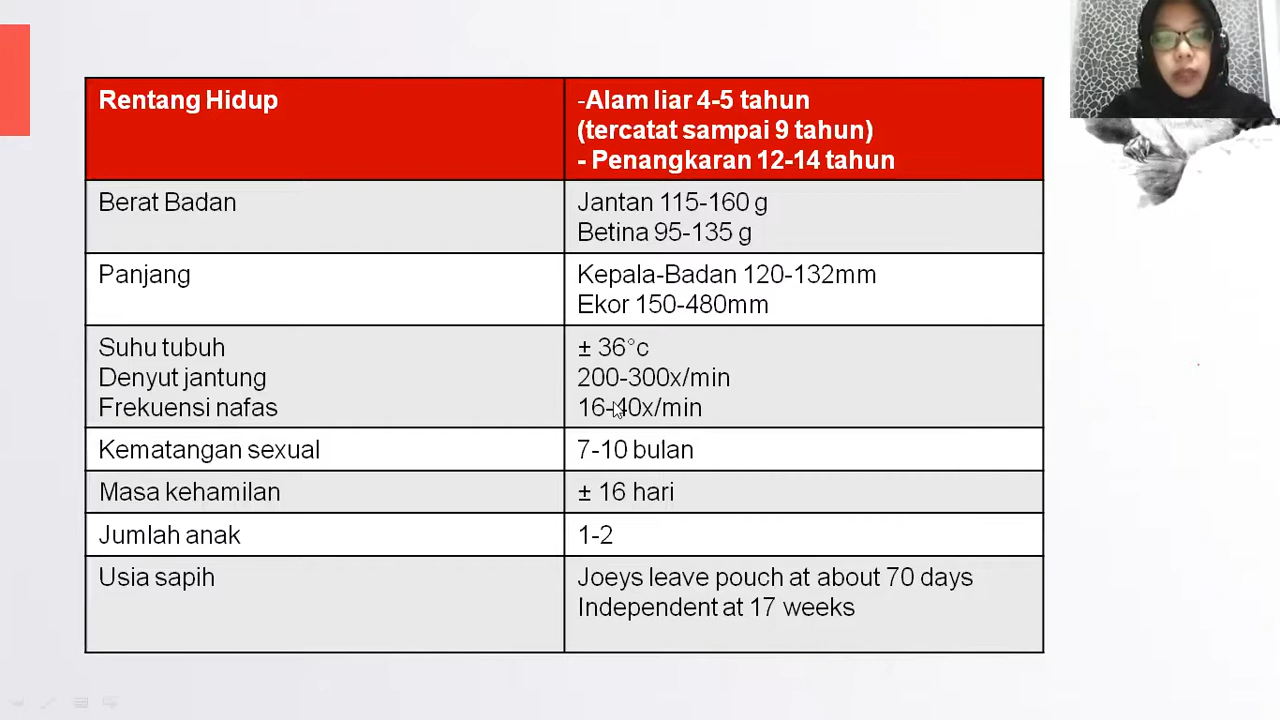 Rentang Hidup
-Alam liar 4-5 tahun
(tercatat sampai 9 tahun)
- Penangkaran 12-14 tahun
Berat Badan
Jantan 115-160 g
Betina 95-135 g
Panjang
Kepala-Badan 120-132mm
Ekor 150-480mm
Suhu tubuh
± 36°c
Denyut jantung
200-300x/min
Frekuensi nafas
16-40x/min
Kematangan sexual
7-10 bulan
Masa kehamilan
± 16 hari
Jumlah anak
1-2
Usia sapih
Joeys leave pouch at about 70 days
Independent at 17 weeks